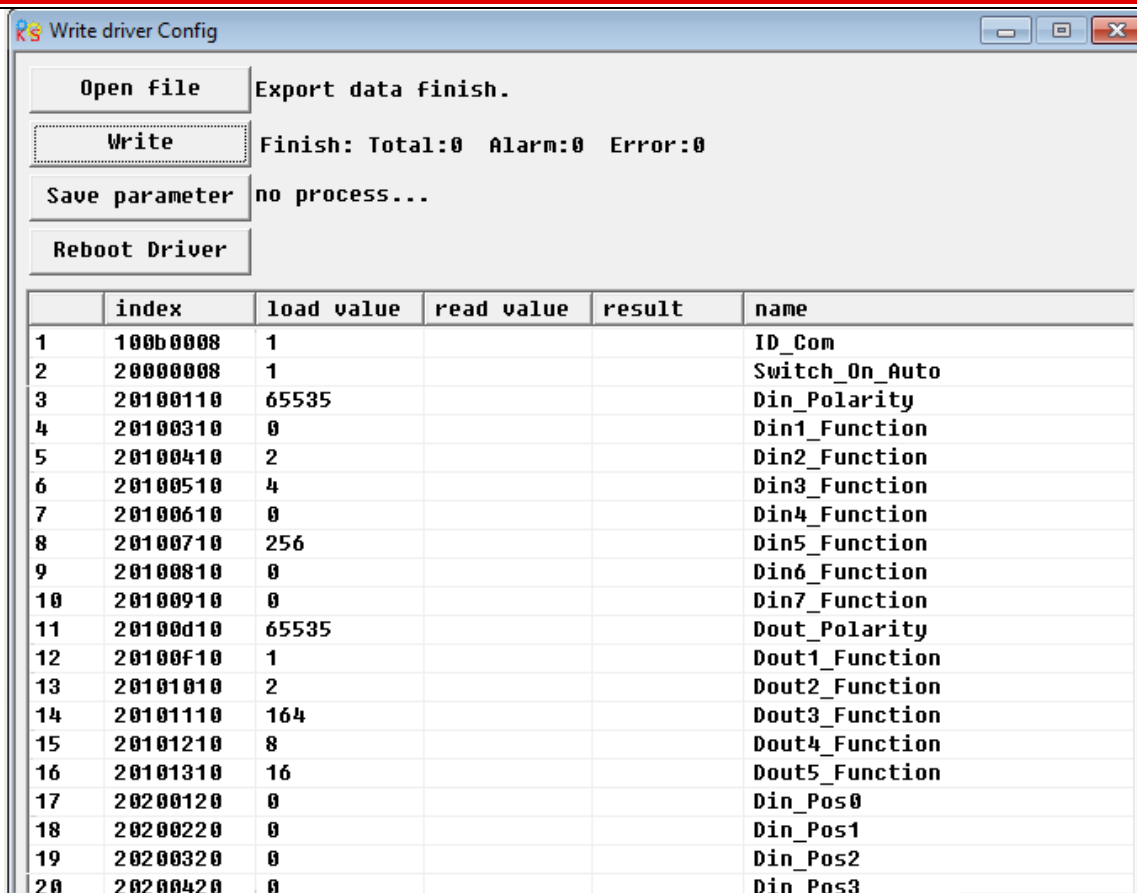 Write driver Config
Open file Export data finish.
Write Finish: Total:0 Alarm:0 Error:0
Save parameter no process...
Reboot Driver
index load value read value result name
1 100b0008 1 ID_Com
2 20000008 1 Switch_On_Auto
3 20100110 65535 Din_Polarity
4 20100310 0 Din1_Function
5 20100410 2 Din2_Function
6 20100510 4 Din3_Function
7 20100610 0 Din4_Function
8 20100710 256 Din5_Function
9 20100810 0 Din6_Function
10 20100910 0 Din7_Function
11 20100d10 65535 Dout_Polarity
12 20100f10 1 Dout1_Function
13 20101010 2 Dout2_Function
14 20101110 164 Dout3_Function
15 20101210 8 Dout4_Function
16 20101310 16 Dout5_Function
17 20200120 0 Din_Pos0
18 20200220 0 Din_Pos1
19 20200320 0 Din_Pos2
20 20200420 0 Din_Pos3